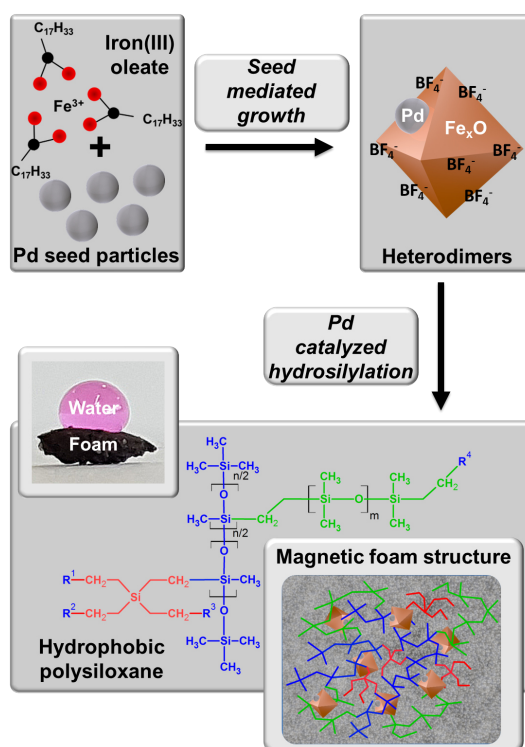 C₁₇H₃₃
Iron(III)
oleate
Fe³⁺
C₁₇H₃₃
C₁₇H₃₃
+
Pd seed particles
Seed
mediated
growth
BF₄⁻
BF₄⁻
Pd
FeₓO
BF₄⁻
BF₄⁻
BF₄⁻
BF₄⁻
BF₄⁻
Heterodimers
Pd
catalyzed
hydrosilylation
Water
Foam
CH₃
H₃C–Si–CH₃
n/2
O
H₃C–Si–CH₂
n/2
O
CH₃ CH₃
Si–O–Si
m
CH₃ CH₃
CH₂
R⁴
R¹–CH₂ CH₂–Si–CH₃
Si
R²–CH₂ CH₂–R³
O
H₃C–Si–CH₃
CH₃
Hydrophobic
polysiloxane
Magnetic foam structure